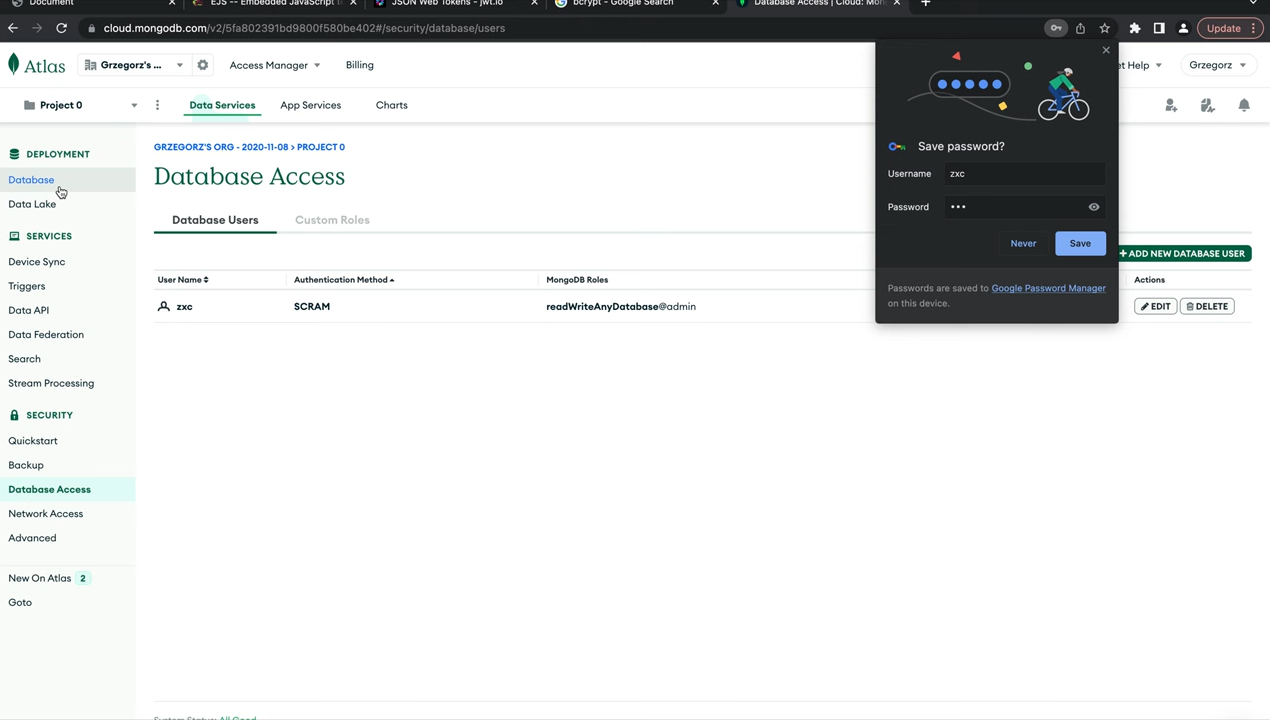 Document
EJS -- Embedded JavaScript t
JSON Web Tokens - jwt.io
bcrypt - Google Search
Database Access | Cloud: Mon
cloud.mongodb.com/v2/5fa802391bd9800f580be402#/security/database/users
Update
Atlas
Grzegorz's ...
Access Manager
Billing
et Help
Grzegorz
Project 0
Data Services
App Services
Charts
DEPLOYMENT
Database
Data Lake
SERVICES
Device Sync
Triggers
Data API
Data Federation
Search
Stream Processing
SECURITY
Quickstart
Backup
Database Access
Network Access
Advanced
New On Atlas 2
Goto
GRZEGORZ'S ORG - 2020-11-08 > PROJECT 0
Database Access
Database Users
Custom Roles
+ ADD NEW DATABASE USER
User Name
Authentication Method
MongoDB Roles
Actions
zxc
SCRAM
readWriteAnyDatabase@admin
EDIT
DELETE
Save password?
Username
zxc
Password
•••
Never
Save
Passwords are saved to Google Password Manager
on this device.
System Status: All Good